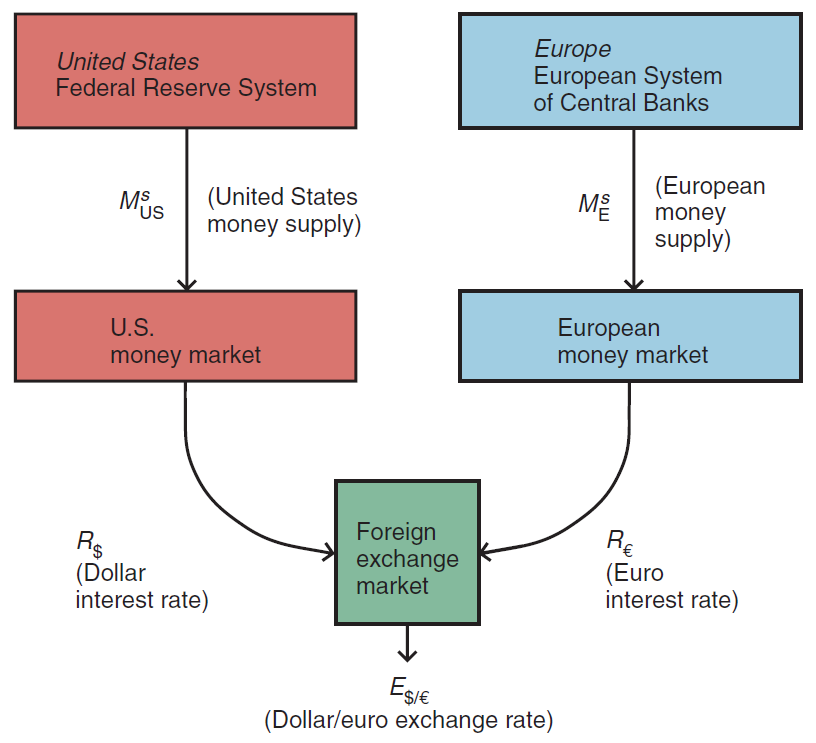 United States
Federal Reserve System
Europe
European System
of Central Banks
M^s_US
(United States
money supply)
M^s_E
(European
money
supply)
U.S.
money market
European
money market
R_$
(Dollar
interest rate)
Foreign
exchange
market
R_€
(Euro
interest rate)
E_$/€
(Dollar/euro exchange rate)